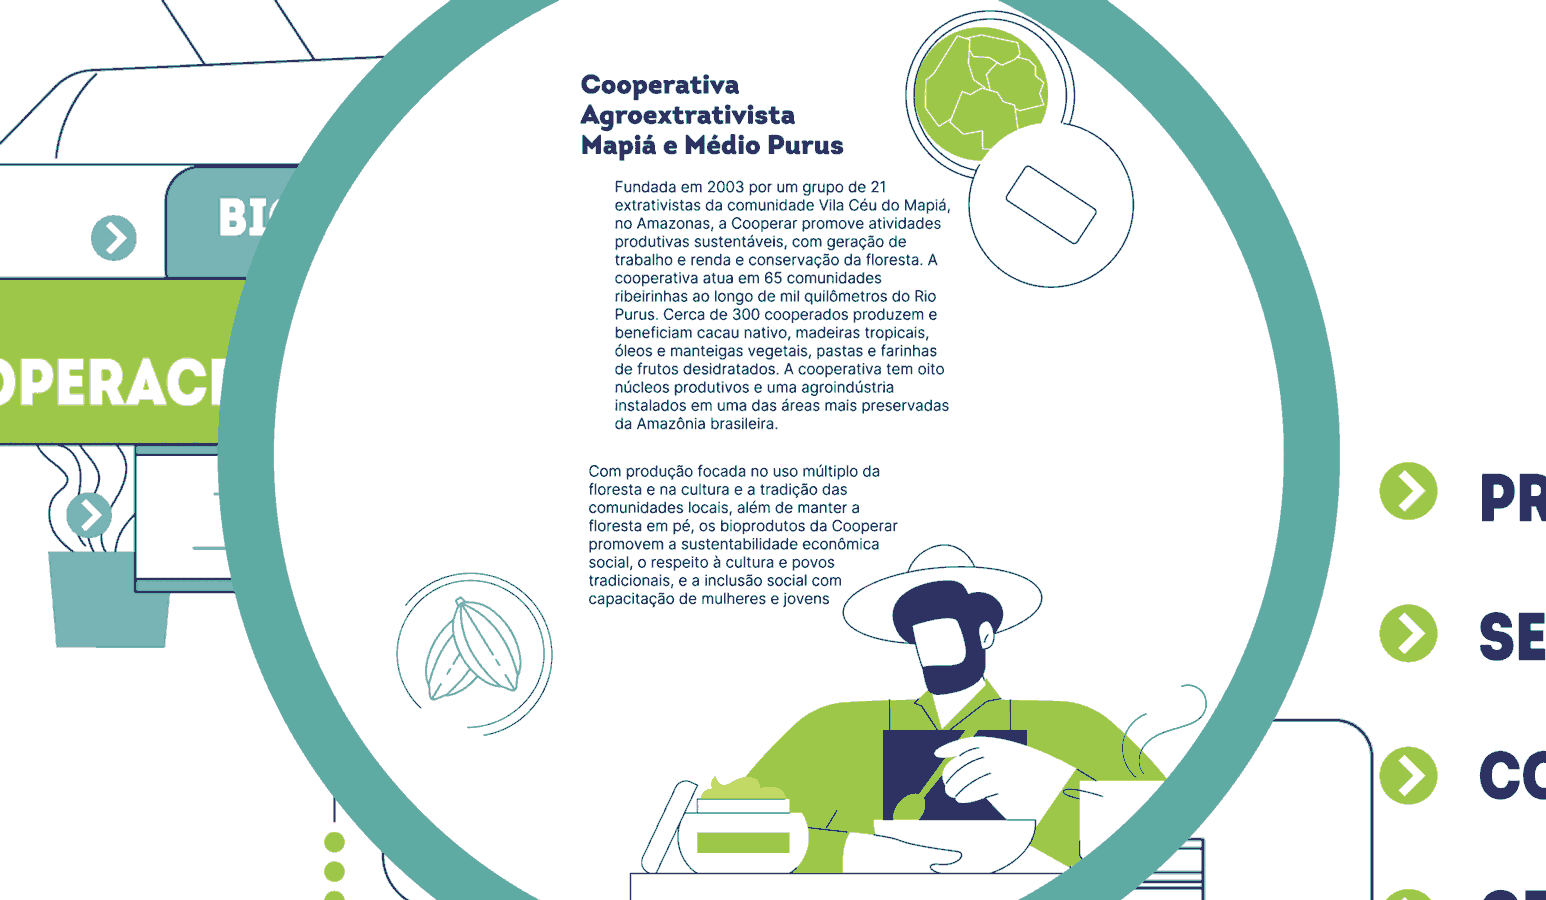 Cooperativa
Agroextrativista
Mapiá e Médio Purus
Fundada em 2003 por um grupo de 21
extrativistas da comunidade Vila Céu do Mapiá,
no Amazonas, a Cooperar promove atividades
produtivas sustentáveis, com geração de
trabalho e renda e conservação da floresta. A
cooperativa atua em 65 comunidades
ribeirinhas ao longo de mil quilômetros do Rio
Purus. Cerca de 300 cooperados produzem e
beneficiam cacau nativo, madeiras tropicais,
óleos e manteigas vegetais, pastas e farinhas
de frutos desidratados. A cooperativa tem oito
núcleos produtivos e uma agroindústria
instalados em uma das áreas mais preservadas
da Amazônia brasileira.
Com produção focada no uso múltiplo da
floresta e na cultura e a tradição das
comunidades locais, além de manter a
floresta em pé, os bioprodutos da Cooperar
promovem a sustentabilidade econômica
social, o respeito à cultura e povos
tradicionais, e a inclusão social com
capacitação de mulheres e jovens
BIO
OPERAC
PR
SE
CO